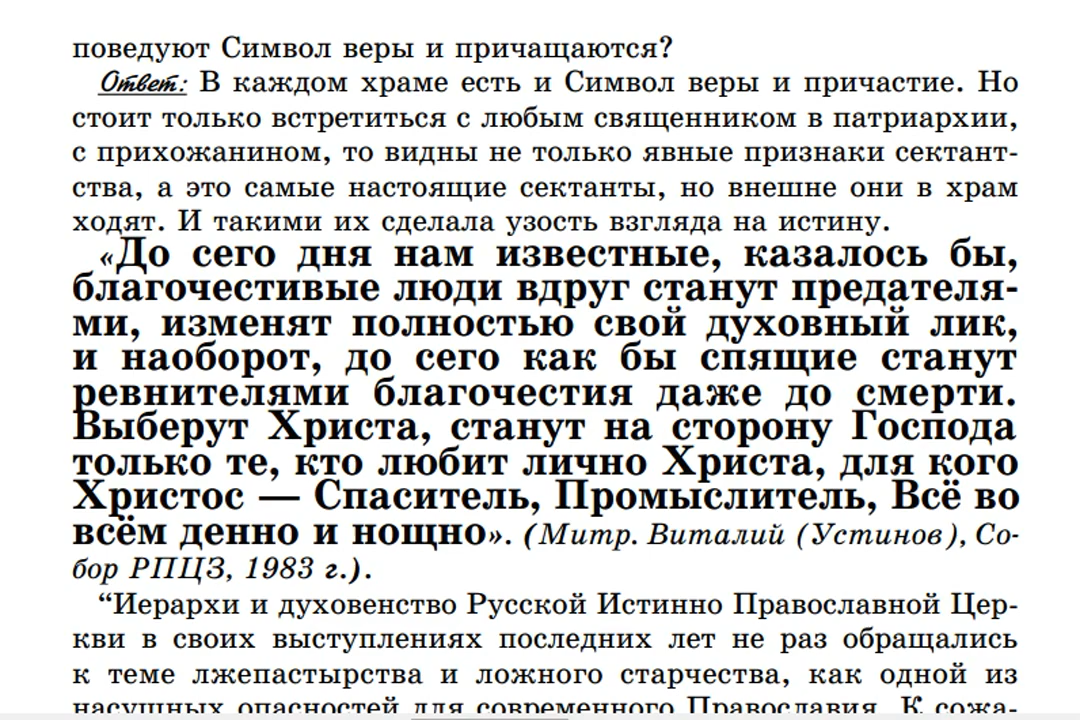 поведуют Символ веры и причащаются?
Ответ: В каждом храме есть и Символ веры и причастие. Но
стоит только встретиться с любым священником в патриархии,
с прихожанином, то видны не только явные признаки сектант-
ства, а это самые настоящие сектанты, но внешне они в храм
ходят. И такими их сделала узость взгляда на истину.
«До сего дня нам известные, казалось бы,
благочестивые люди вдруг станут предателя-
ми, изменят полностью свой духовный лик,
и наоборот, до сего как бы спящие станут
ревнителями благочестия даже до смерти.
Выберут Христа, станут на сторону Господа
только те, кто любит лично Христа, для кого
Христос — Спаситель, Промыслитель, Всё во
всём денно и нощно». (Митр. Виталий (Устинов), Со-
бор РПЦЗ, 1983 г.).
“Иерархи и духовенство Русской Истинно Православной Цер-
кви в своих выступлениях последних лет не раз обращались
к теме лжепастырства и ложного старчества, как одной из
насущных опасностей для современного Православия. К сожа-